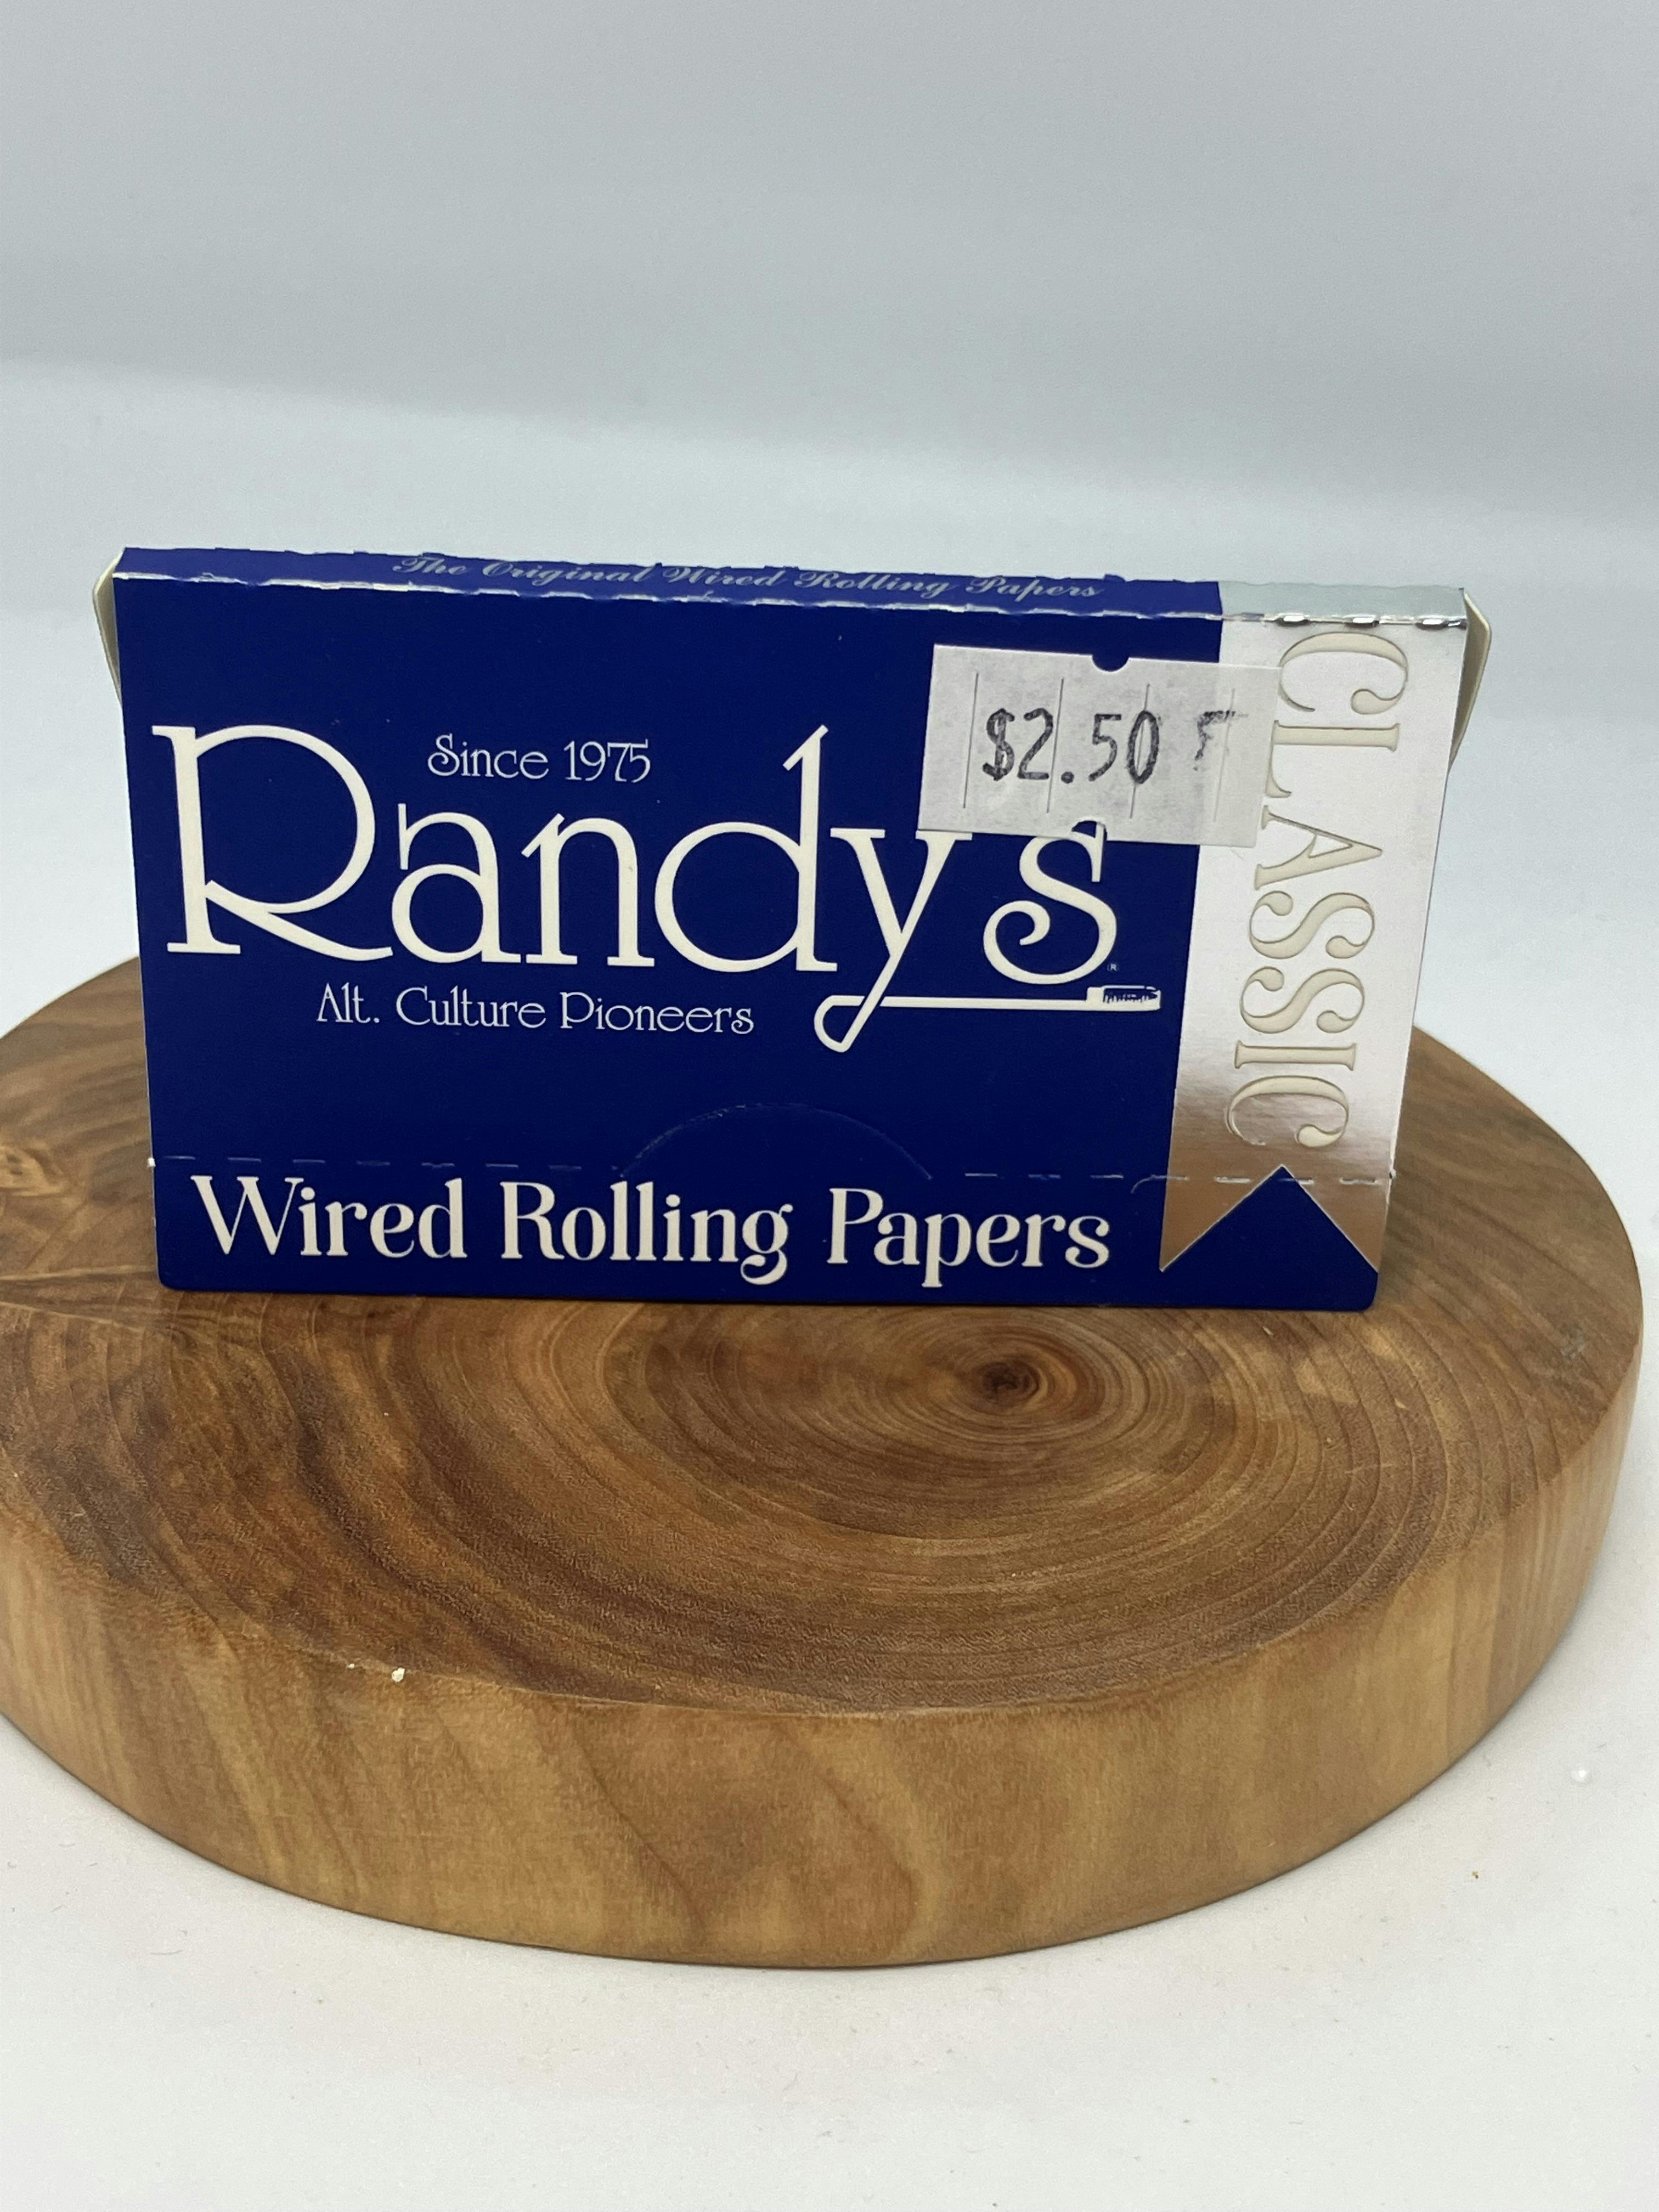 The Original Wired Rolling Papers
$2.50
Since 1975
Randy's
Alt. Culture Pioneers
CLASSIC
Wired Rolling Papers